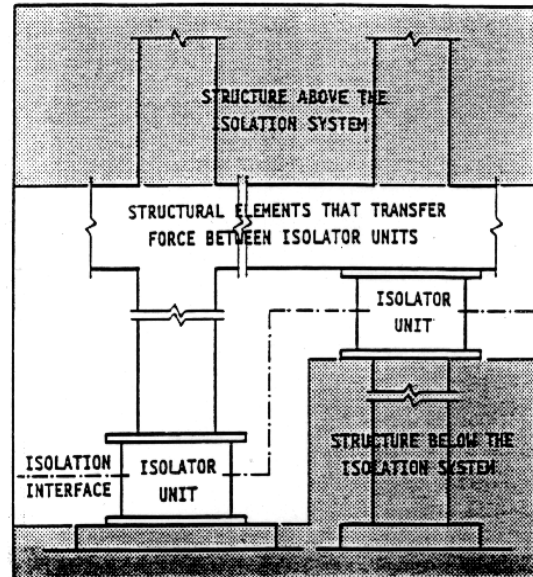 STRUCTURE ABOVE THE
ISOLATION SYSTEM
STRUCTURAL ELEMENTS THAT TRANSFER
FORCE BETWEEN ISOLATOR UNITS
ISOLATOR
UNIT
STRUCTURE BELOW THE
ISOLATION SYSTEM
ISOLATION
INTERFACE
ISOLATOR
UNIT